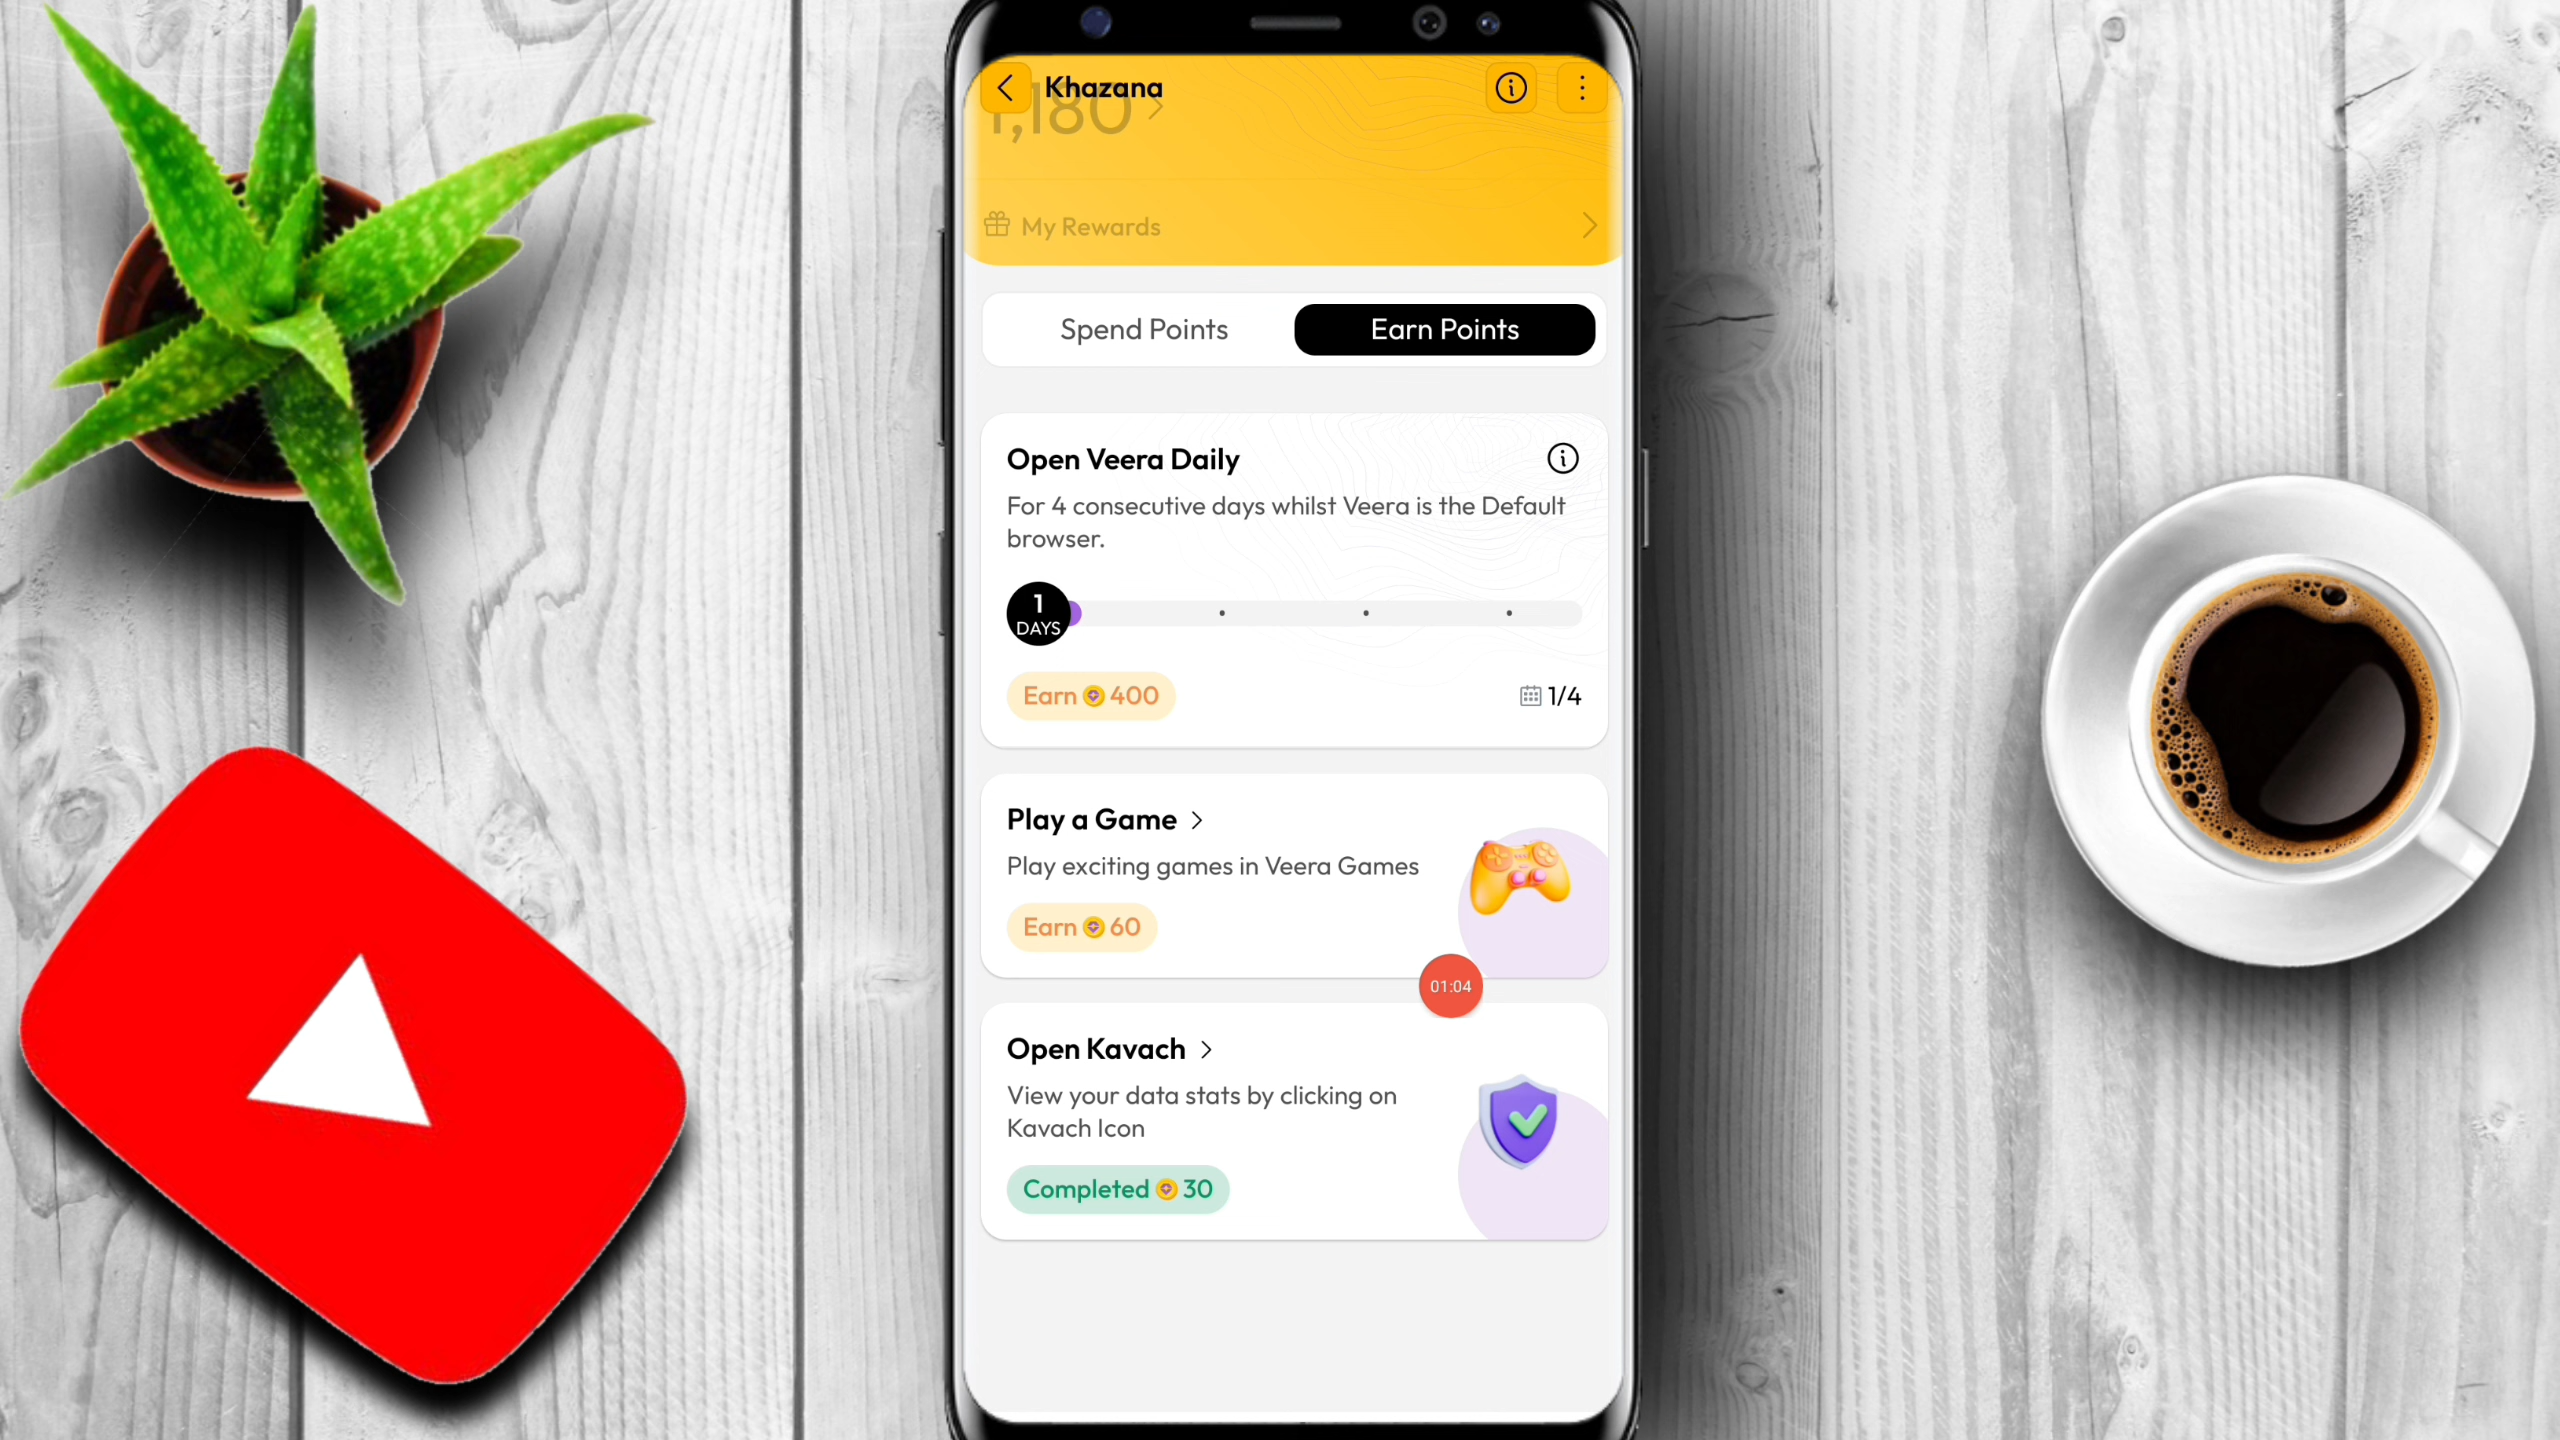 Khazana
1,180
My Rewards
Spend Points
Earn Points
Open Veera Daily
For 4 consecutive days whilst Veera is the Default
browser.
1
DAYS
Earn 400
1/4
Play a Game
Play exciting games in Veera Games
Earn 60
01:04
Open Kavach
View your data stats by clicking on
Kavach Icon
Completed 30